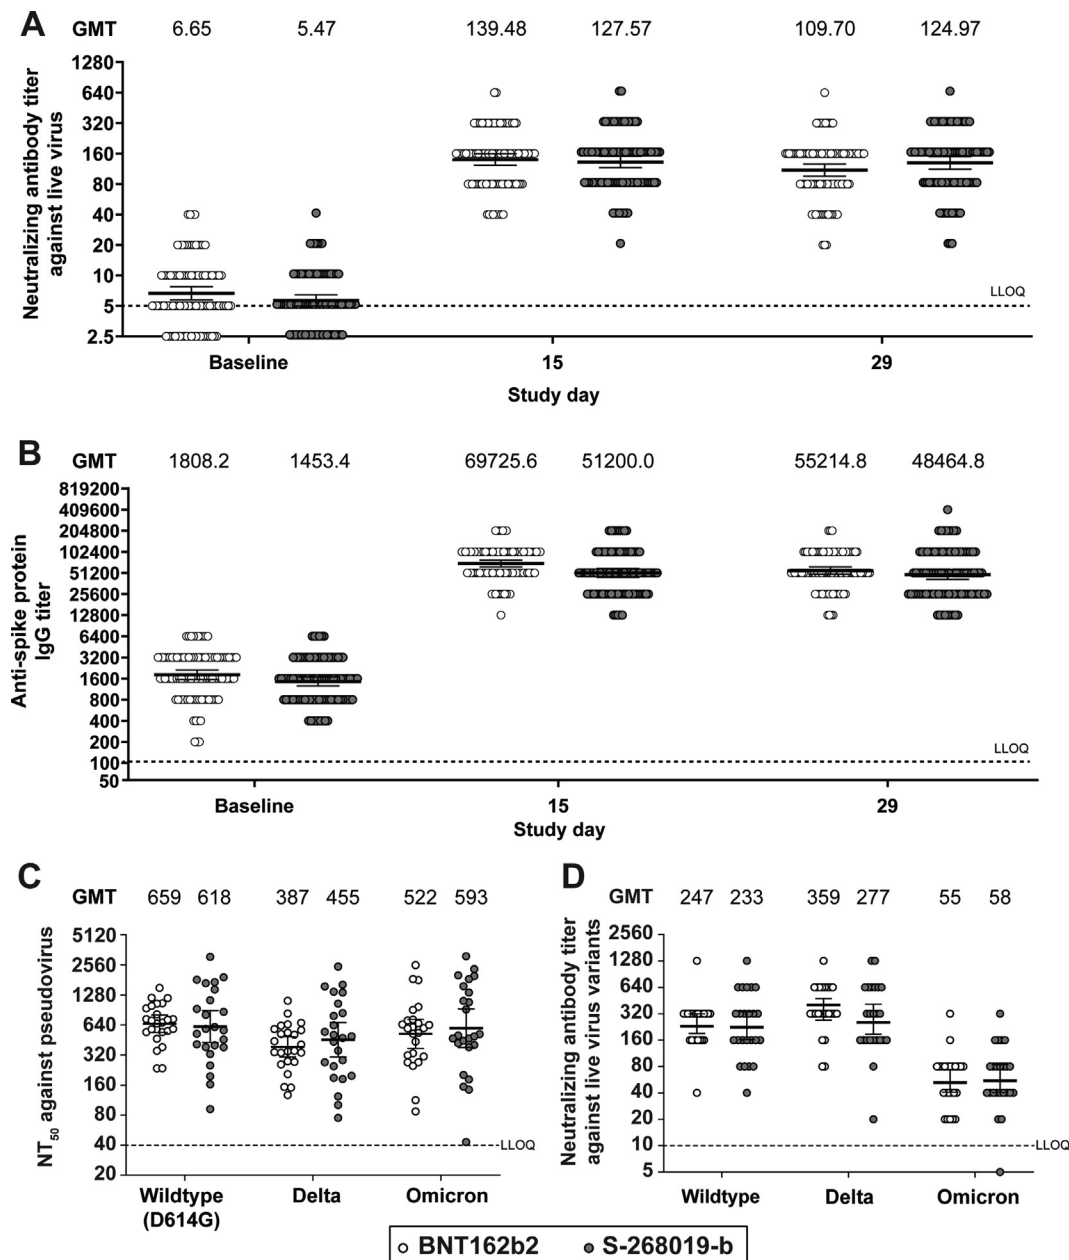 A
GMT 6.65 5.47 139.48 127.57 109.70 124.97
Neutralizing antibody titer
against live virus
1280
640
320
160
80
40
20
10
5
2.5
LLOQ
Baseline 15 29
Study day
B
GMT 1808.2 1453.4 69725.6 51200.0 55214.8 48464.8
Anti-spike protein
IgG titer
819200
409600
204800
102400
51200
25600
12800
6400
3200
1600
800
400
200
100
50
LLOQ
Baseline 15 29
Study day
C
GMT 659 618 387 455 522 593
NT50 against pseudovirus
5120
2560
1280
640
320
160
80
40
20
LLOQ
Wildtype Delta Omicron
(D614G)
D
GMT 247 233 359 277 55 58
Neutralizing antibody titer
against live virus variants
2560
1280
640
320
160
80
40
20
10
5
LLOQ
Wildtype Delta Omicron
BNT162b2 S-268019-b